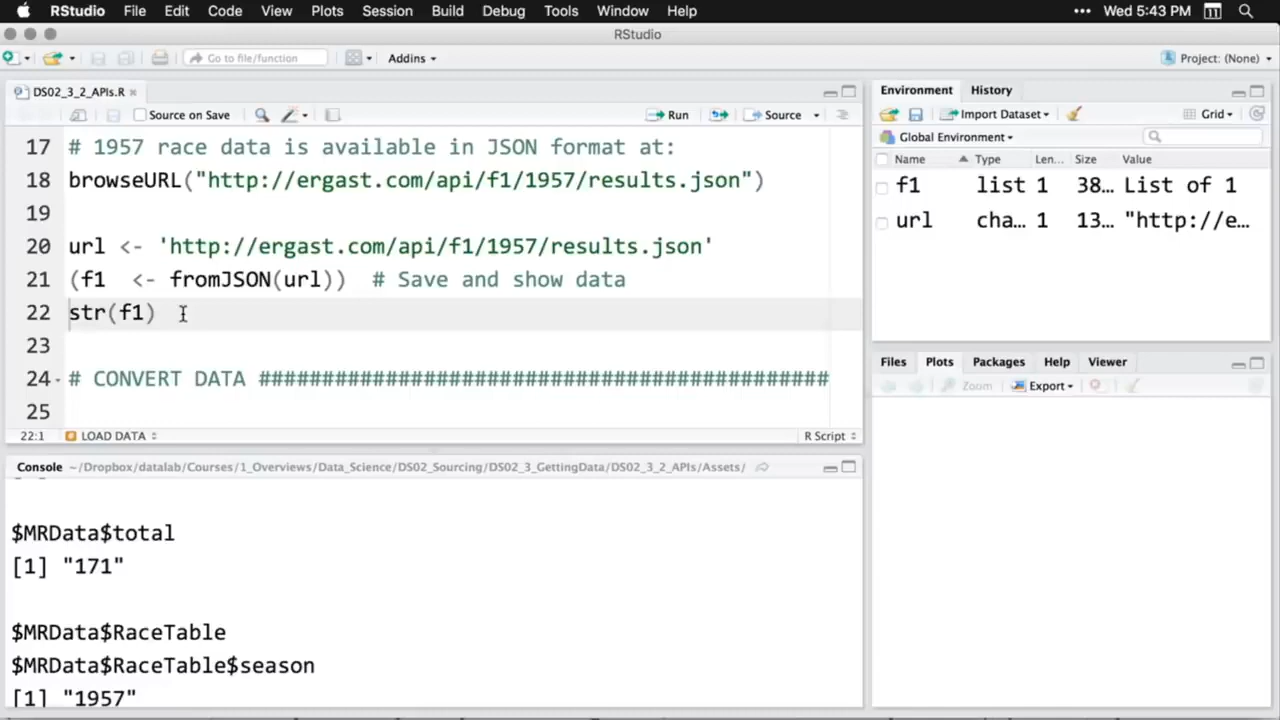 RStudio File Edit Code View Plots Session Build Debug Tools Window Help ••• Wed 5:43 PM 11
RStudio
Go to file/function Addins Project: (None)
DS02_3_2_APIs.R
Source on Save Run Source
17 # 1957 race data is available in JSON format at:
18 browseURL("http://ergast.com/api/f1/1957/results.json")
19
20 url <- 'http://ergast.com/api/f1/1957/results.json'
21 (f1 <- fromJSON(url)) # Save and show data
22 str(f1)
23
24 # CONVERT DATA ###############################################
25
22:1 LOAD DATA R Script
Console ~/Dropbox/datalab/Courses/1_Overviews/Data_Science/DS02_Sourcing/DS02_3_GettingData/DS02_3_2_APIs/Assets/
$MRData$total
[1] "171"
$MRData$RaceTable
$MRData$RaceTable$season
[1] "1957"
Environment History
Import Dataset Grid
Global Environment
Name Type Len... Size Value
f1 list 1 38... List of 1
url cha... 1 13... "http://e...
Files Plots Packages Help Viewer
Zoom Export